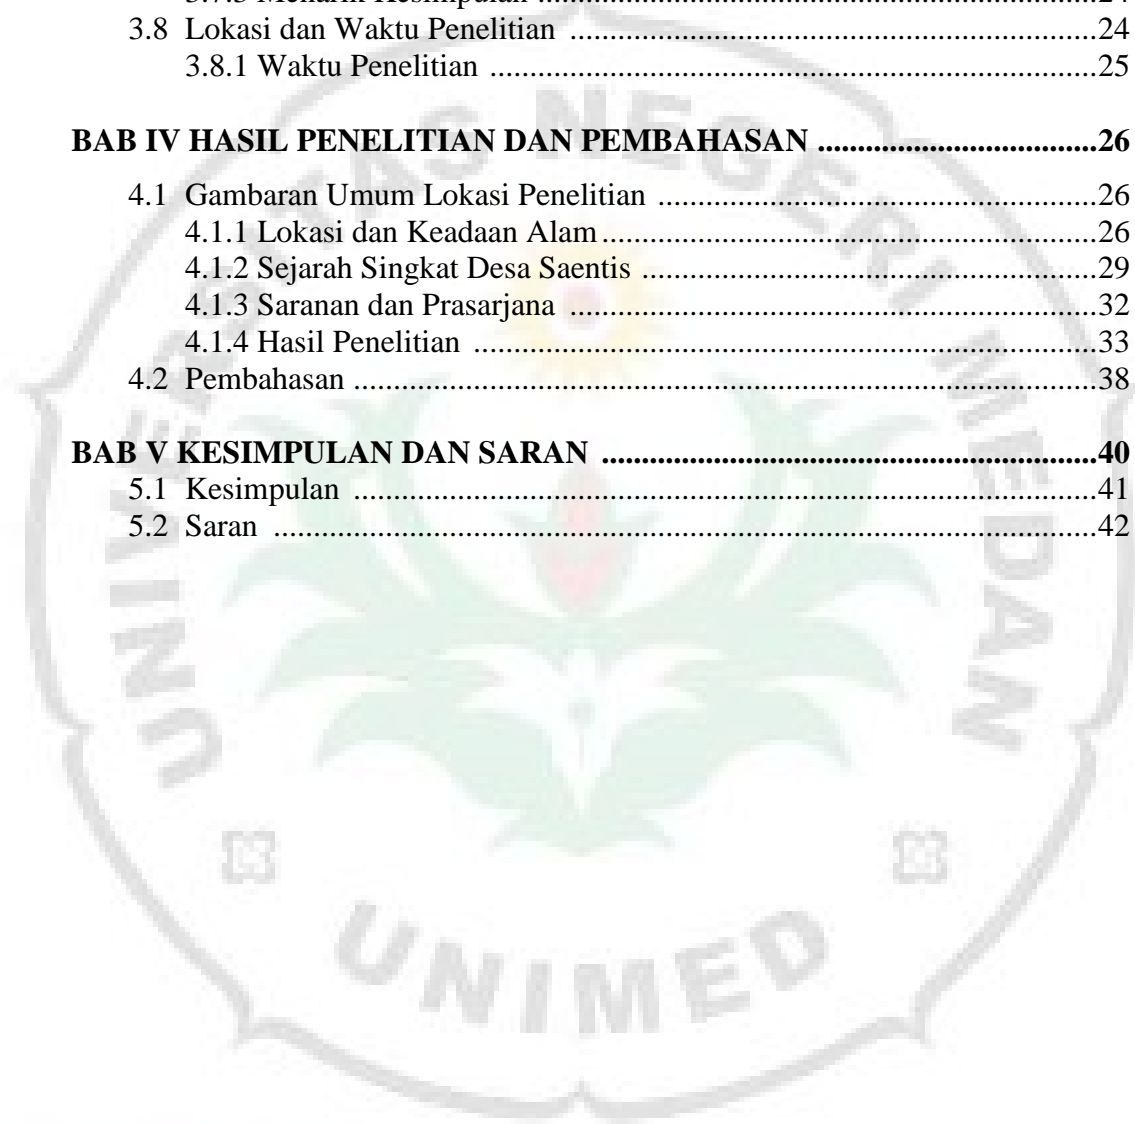 3.8 Lokasi dan Waktu Penelitian ........................................................................24
3.8.1 Waktu Penelitian ..............................................................................25
BAB IV HASIL PENELITIAN DAN PEMBAHASAN ...................................26
4.1 Gambaran Umum Lokasi Penelitian ..........................................................26
4.1.1 Lokasi dan Keadaan Alam................................................................26
4.1.2 Sejarah Singkat Desa Saentis ...........................................................29
4.1.3 Saranan dan Prasarjana ....................................................................32
4.1.4 Hasil Penelitian ................................................................................33
4.2 Pembahasan ...............................................................................................38
BAB V KESIMPULAN DAN SARAN ...............................................................40
5.1 Kesimpulan ...............................................................................................41
5.2 Saran .........................................................................................................42
UNIVERSITAS NEGERI MEDAN
UNIMED